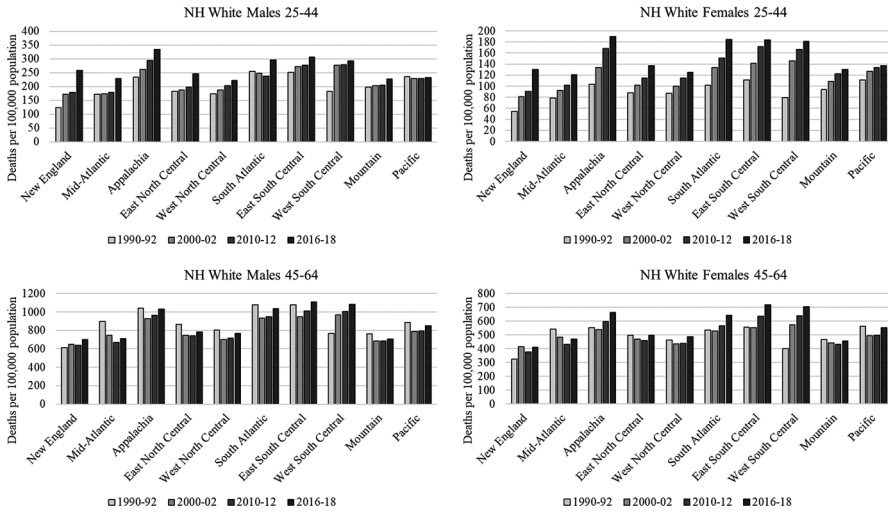 NH White Males 25-44
Deaths per 100,000 population
400
350
300
250
200
150
100
50
0
New England
Mid-Atlantic
Appalachia
East North Central
West North Central
South Atlantic
East South Central
West South Central
Mountain
Pacific
1990-92 2000-02 2010-12 2016-18
NH White Females 25-44
Deaths per 100,000 population
200
180
160
140
120
100
80
60
40
20
0
New England
Mid-Atlantic
Appalachia
East North Central
West North Central
South Atlantic
East South Central
West South Central
Mountain
Pacific
1990-92 2000-02 2010-12 2016-18
NH White Males 45-64
Deaths per 100,000 population
1200
1000
800
600
400
200
0
New England
Mid-Atlantic
Appalachia
East North Central
West North Central
South Atlantic
East South Central
West South Central
Mountain
Pacific
1990-92 2000-02 2010-12 2016-18
NH White Females 45-64
Deaths per 100,000 population
800
700
600
500
400
300
200
100
0
New England
Mid-Atlantic
Appalachia
East North Central
West North Central
South Atlantic
East South Central
West South Central
Mountain
Pacific
1990-92 2000-02 2010-12 2016-18